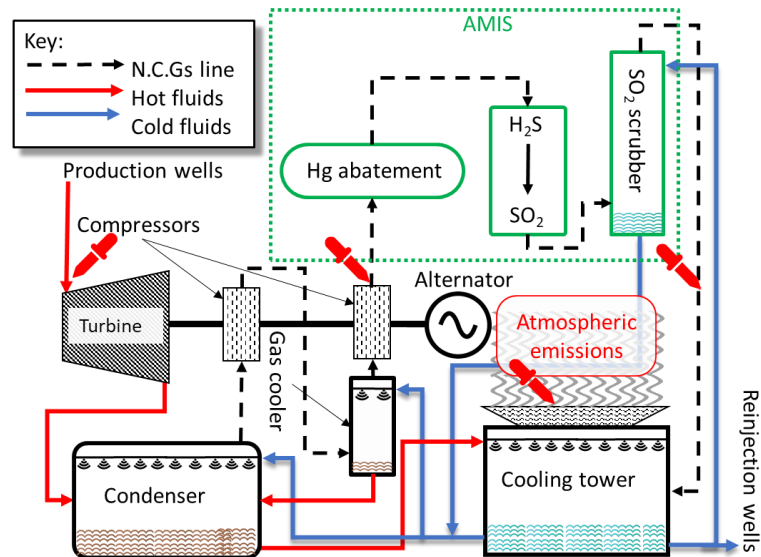 AMIS
Key:
N.C.Gs line
Hot fluids
Cold fluids
Production wells
Compressors
Hg abatement
H₂S
SO₂
SO₂ scrubber
Turbine
Gas cooler
Alternator
Atmospheric
emissions
Condenser
Cooling tower
Reinjection wells